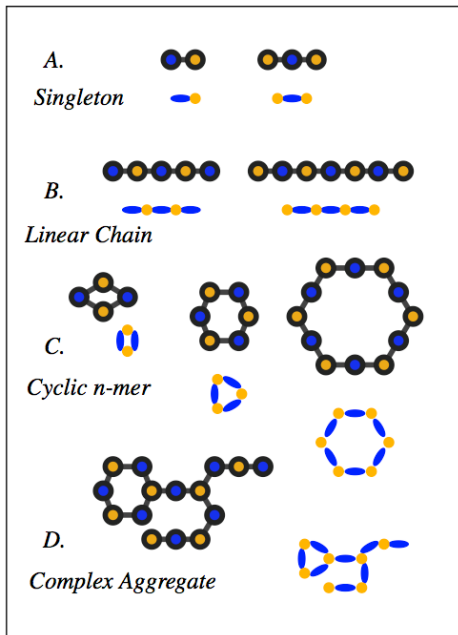 A.
Singleton
B.
Linear Chain
C.
Cyclic n-mer
D.
Complex Aggregate